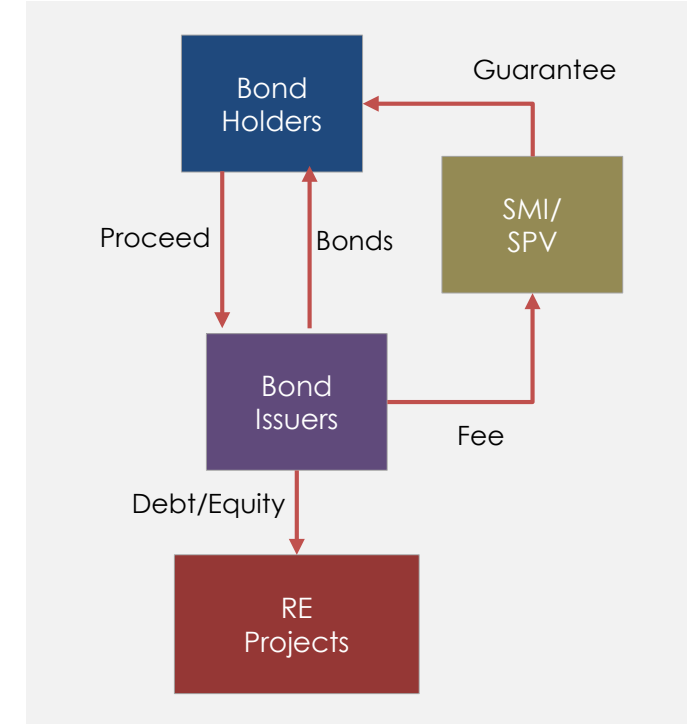 Guarantee
Bond
Holders
SMI/
SPV
Proceed
Bonds
Bond
Issuers
Fee
Debt/Equity
RE
Projects